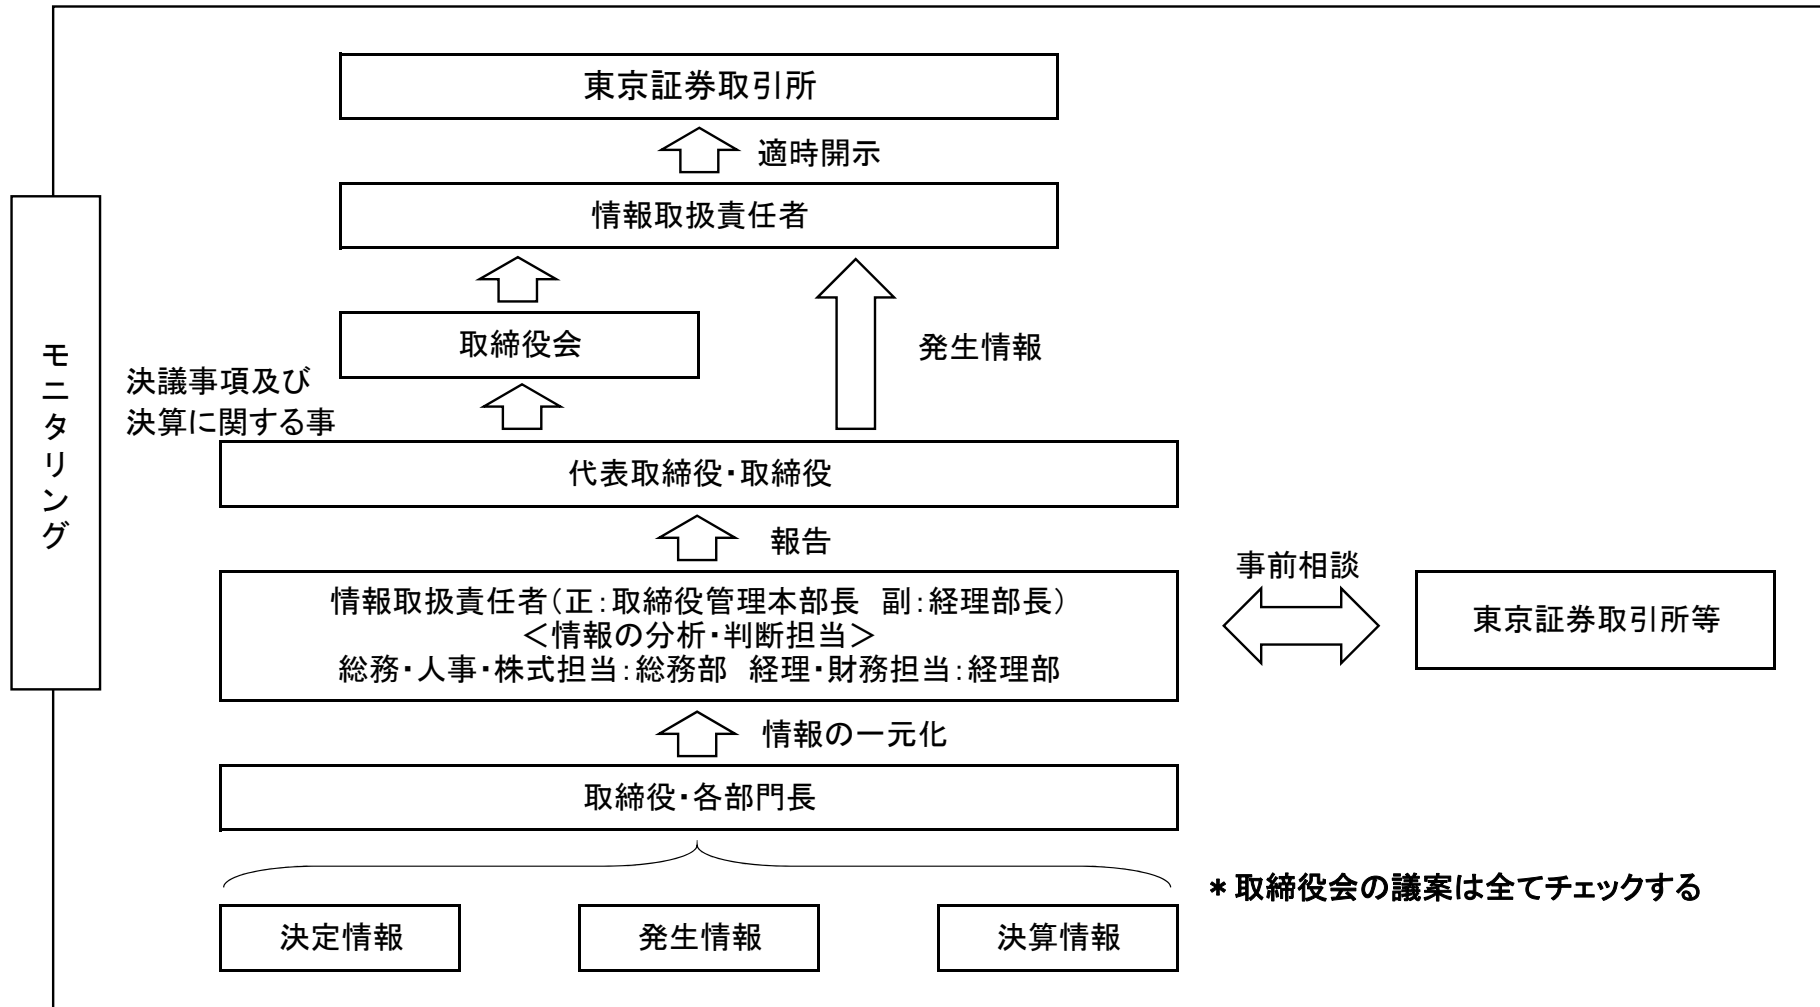 東京証券取引所
適時開示
情報取扱責任者
取締役会
発生情報
モニタリング
決議事項及び
決算に関する事
代表取締役・取締役
報告
事前相談
情報取扱責任者(正:取締役管理本部長 副:経理部長)
<情報の分析・判断担当>
総務・人事・株式担当:総務部 経理・財務担当:経理部
東京証券取引所等
情報の一元化
取締役・各部門長
*取締役会の議案は全てチェックする
決定情報
発生情報
決算情報